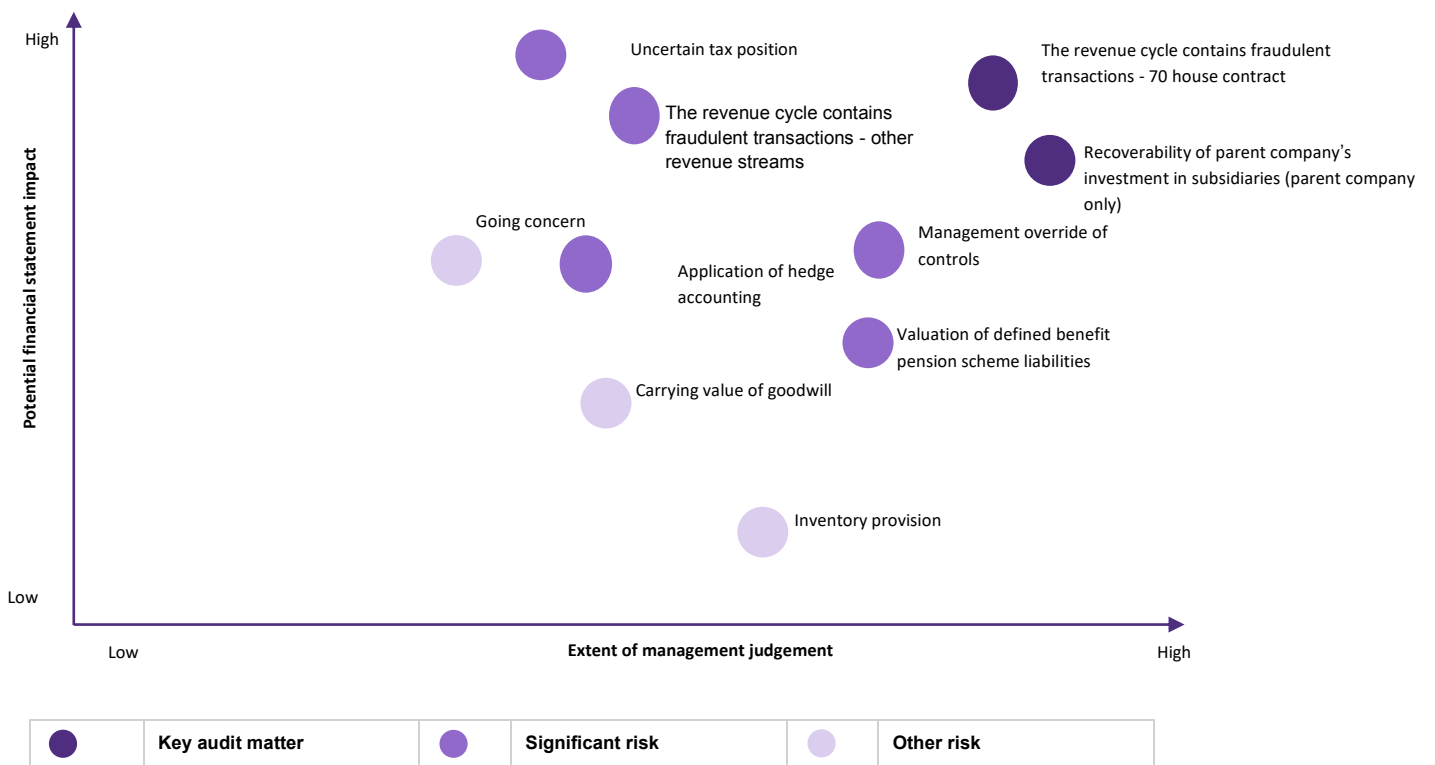 High
Uncertain tax position
The revenue cycle contains fraudulent
transactions - 70 house contract
The revenue cycle contains
fraudulent transactions - other
revenue streams
Recoverability of parent company’s
investment in subsidiaries (parent company
only)
Going concern
Management override of
controls
Application of hedge
accounting
Valuation of defined benefit
pension scheme liabilities
Carrying value of goodwill
Inventory provision
Potential financial statement impact
Low
Low
Extent of management judgement
High
Key audit matter
Significant risk
Other risk